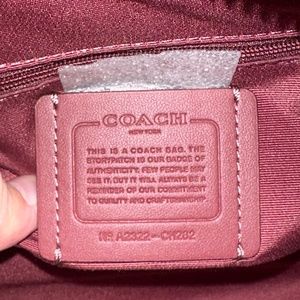 COACH
NEW YORK
THIS IS A COACH BAG. THE
STORYPATCH IS OUR BADGE OF
AUTHENTICITY. FEW PEOPLE MAY
SEE IT, BUT IT WILL ALWAYS BE A
REMINDER OF OUR COMMITMENT
TO QUALITY AND CRAFTSMANSHIP.
Nº A2322-CH282